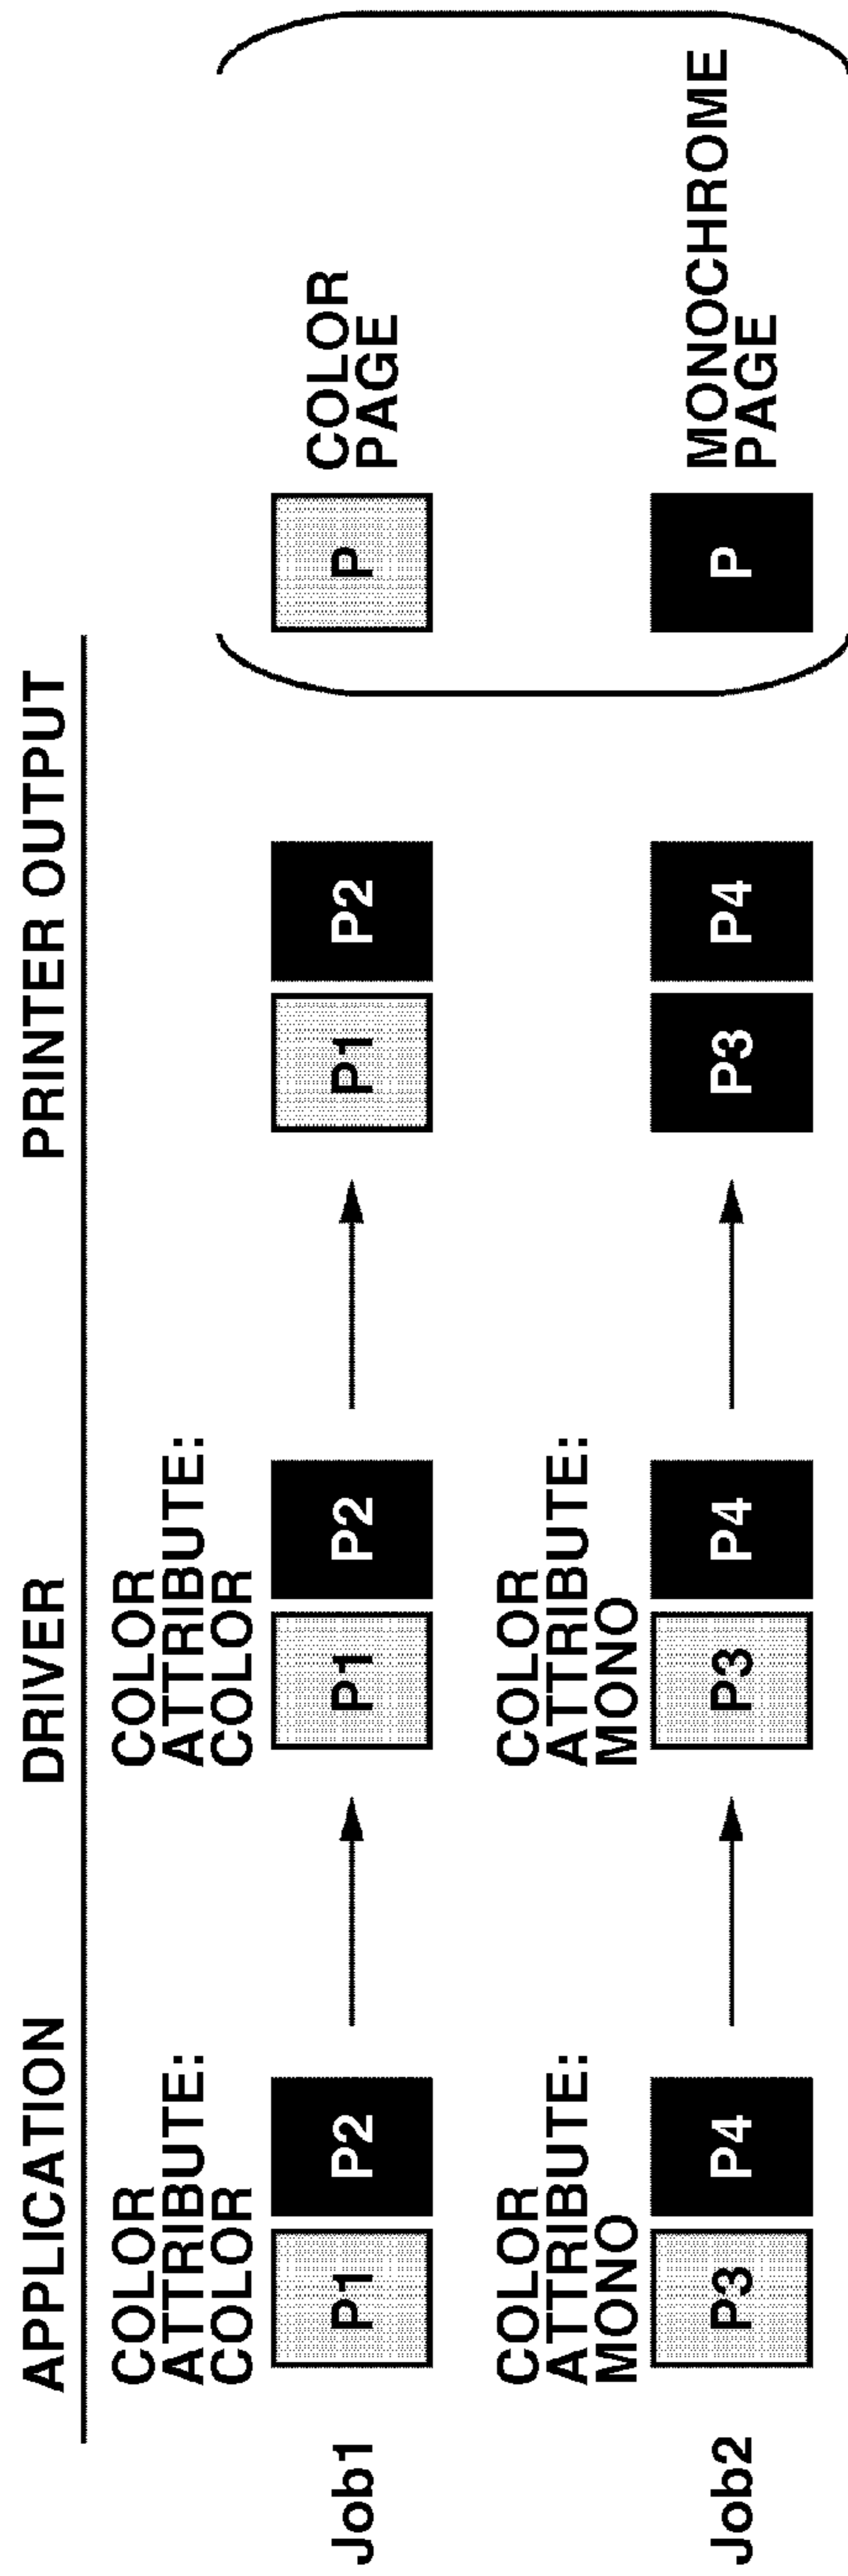 APPLICATION
DRIVER
PRINTER OUTPUT
COLOR
ATTRIBUTE:
COLOR
COLOR
ATTRIBUTE:
COLOR
Job1
P1
P2
P1
P2
P1
P2
P
COLOR
PAGE
COLOR
ATTRIBUTE:
MONO
COLOR
ATTRIBUTE:
MONO
Job2
P3
P4
P3
P4
P3
P4
P
MONOCHROME
PAGE